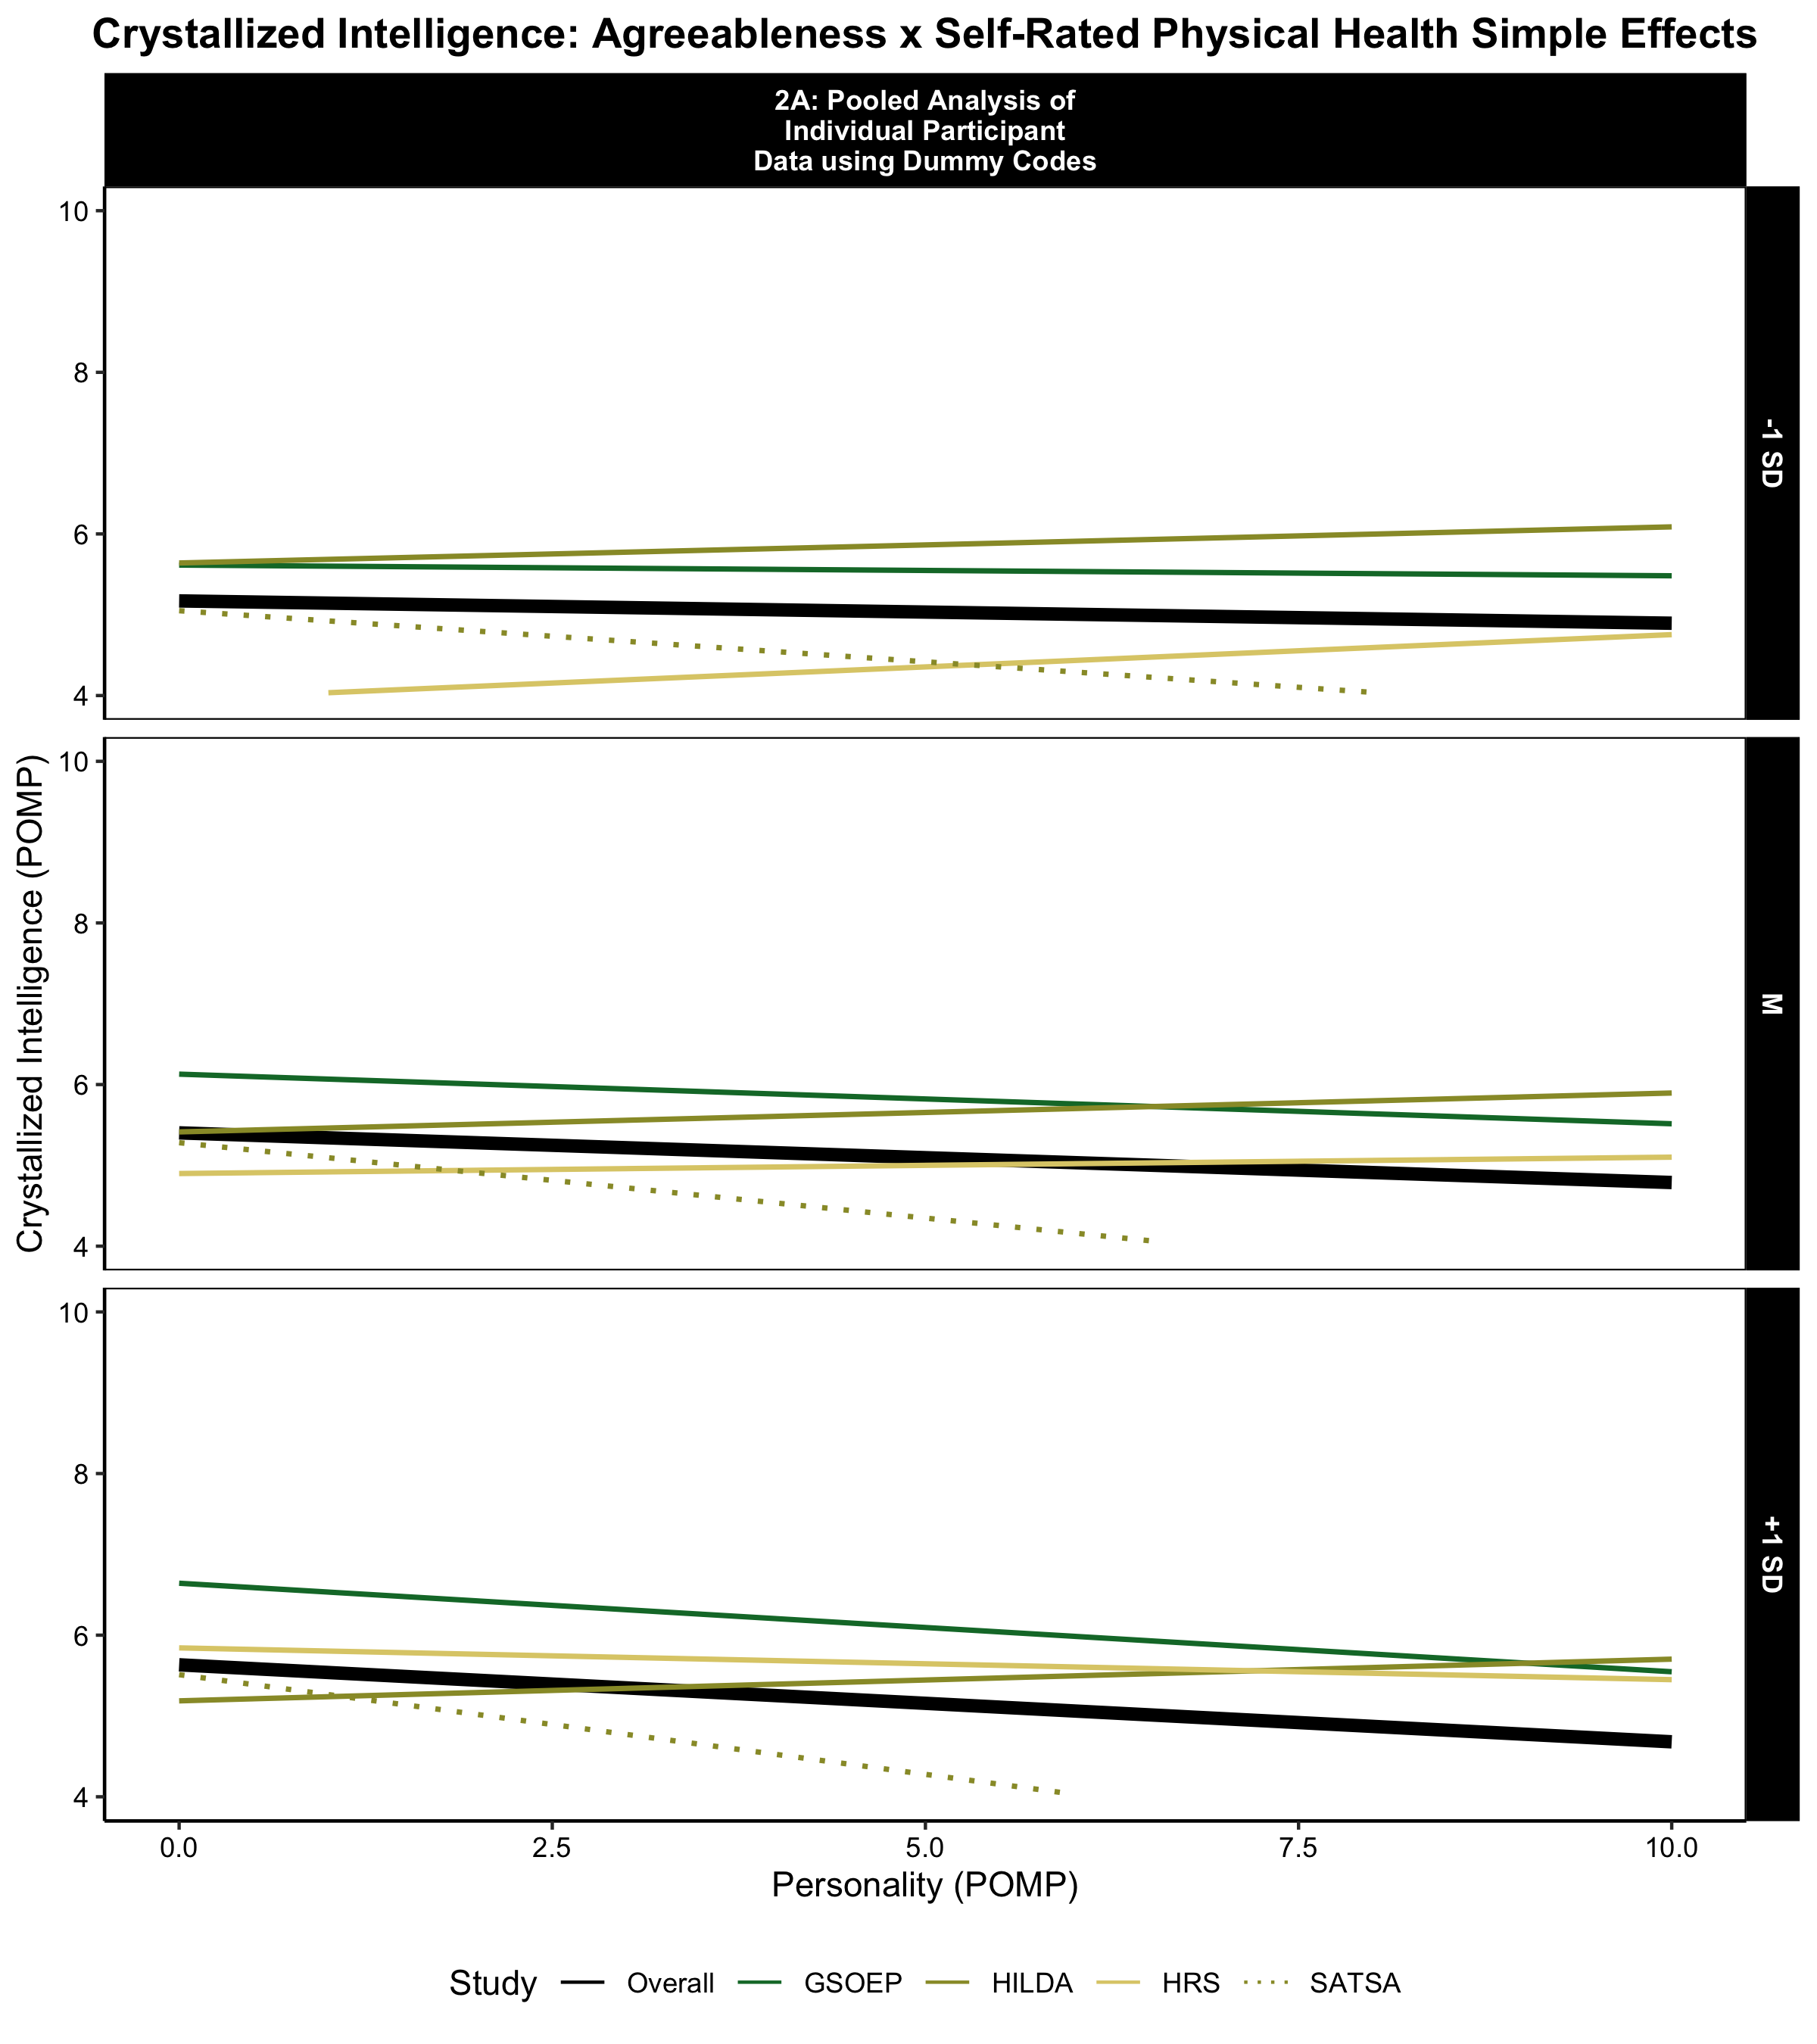 Crystallized Intelligence: Agreeableness x Self-Rated Physical Health Simple Effects
2A: Pooled Analysis of
Individual Participant
Data using Dummy Codes
10
8
6
4
-1 SD
10
8
6
4
M
10
8
6
4
+1 SD
Crystallized Intelligence (POMP)
0.0 2.5 5.0 7.5 10.0
Personality (POMP)
Study Overall GSOEP HILDA HRS SATSA